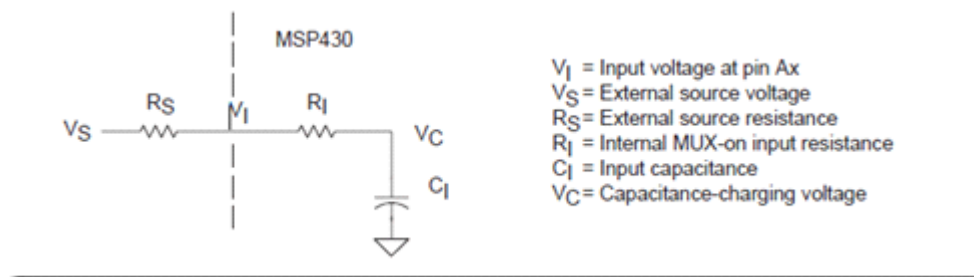 MSP430
VS
RS
VI
RI
VC
CI
VI = Input voltage at pin Ax
VS = External source voltage
RS = External source resistance
RI = Internal MUX-on input resistance
CI = Input capacitance
VC = Capacitance-charging voltage